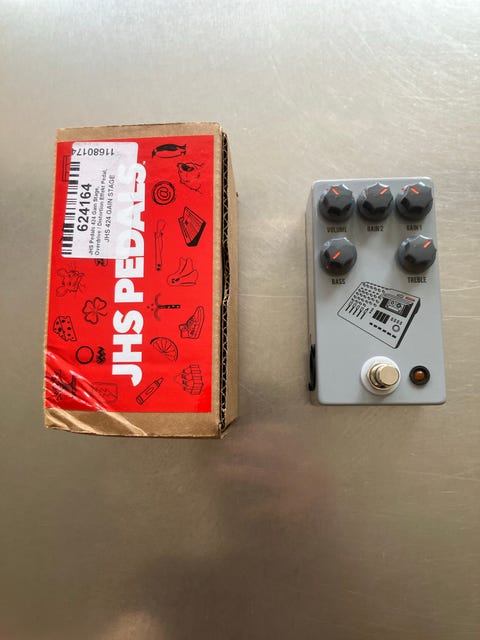 11680174
624164
JHS Pedals 424 Gain Stage,
Overdrive / Distortion Effect Pedal,
JHS 424 GAIN STAGE
JHS PEDALS
VOLUME
GAIN 2
GAIN 1
BASS
TREBLE